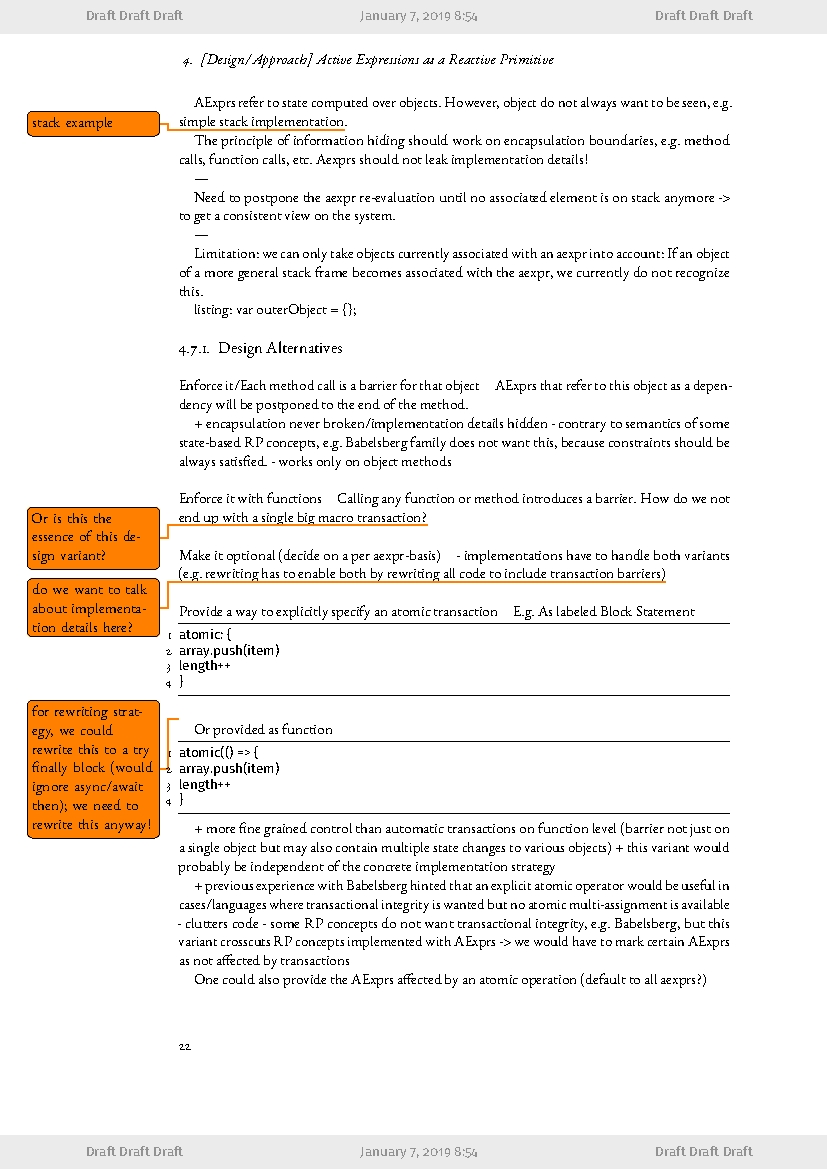 Draft Draft Draft January 7, 2019 8:54 Draft Draft Draft
4. [Design/Approach] Active Expressions as a Reactive Primitive
AExprs refer to state computed over objects. However, object do not always want to be seen, e.g.
stack example
simple stack implementation.
The principle of information hiding should work on encapsulation boundaries, e.g. method
calls, function calls, etc. Aexprs should not leak implementation details!
—
Need to postpone the aexpr re-evaluation until no associated element is on stack anymore ->
to get a consistent view on the system.
—
Limitation: we can only take objects currently associated with an aexpr into account: If an object
of a more general stack frame becomes associated with the aexpr, we currently do not recognize
this.
listing: var outerObject = {};
4.7.1. Design Alternatives
Enforce it/Each method call is a barrier for that object AExprs that refer to this object as a depen-
dency will be postponed to the end of the method.
+ encapsulation never broken/implementation details hidden - contrary to semantics of some
state-based RP concepts, e.g. Babelsberg family does not want this, because constraints should be
always satisfied. - works only on object methods
Enforce it with functions Calling any function or method introduces a barrier. How do we not
end up with a single big macro transaction?
Or is this the
essence of this de-
sign variant?
Make it optional (decide on a per aexpr-basis) - implementations have to handle both variants
(e.g. rewriting has to enable both by rewriting all code to include transaction barriers)
do we want to talk
about implementa-
tion details here?
Provide a way to explicitly specify an atomic transaction E.g. As labeled Block Statement
1 atomic: {
2 array.push(item)
3 length++
4 }
for rewriting strat-
egy, we could
rewrite this to a try
finally block (would
ignore async/await
then); we need to
rewrite this anyway!
Or provided as function
1 atomic(() => {
2 array.push(item)
3 length++
4 }
+ more fine grained control than automatic transactions on function level (barrier not just on
a single object but may also contain multiple state changes to various objects) + this variant would
probably be independent of the concrete implementation strategy
+ previous experience with Babelsberg hinted that an explicit atomic operator would be useful in
cases/languages where transactional integrity is wanted but no atomic multi-assignment is available
- clutters code - some RP concepts do not want transactional integrity, e.g. Babelsberg, but this
variant crosscuts RP concepts implemented with AExprs -> we would have to mark certain AExprs
as not affected by transactions
One could also provide the AExprs affected by an atomic operation (default to all aexprs?)
22
Draft Draft Draft January 7, 2019 8:54 Draft Draft Draft